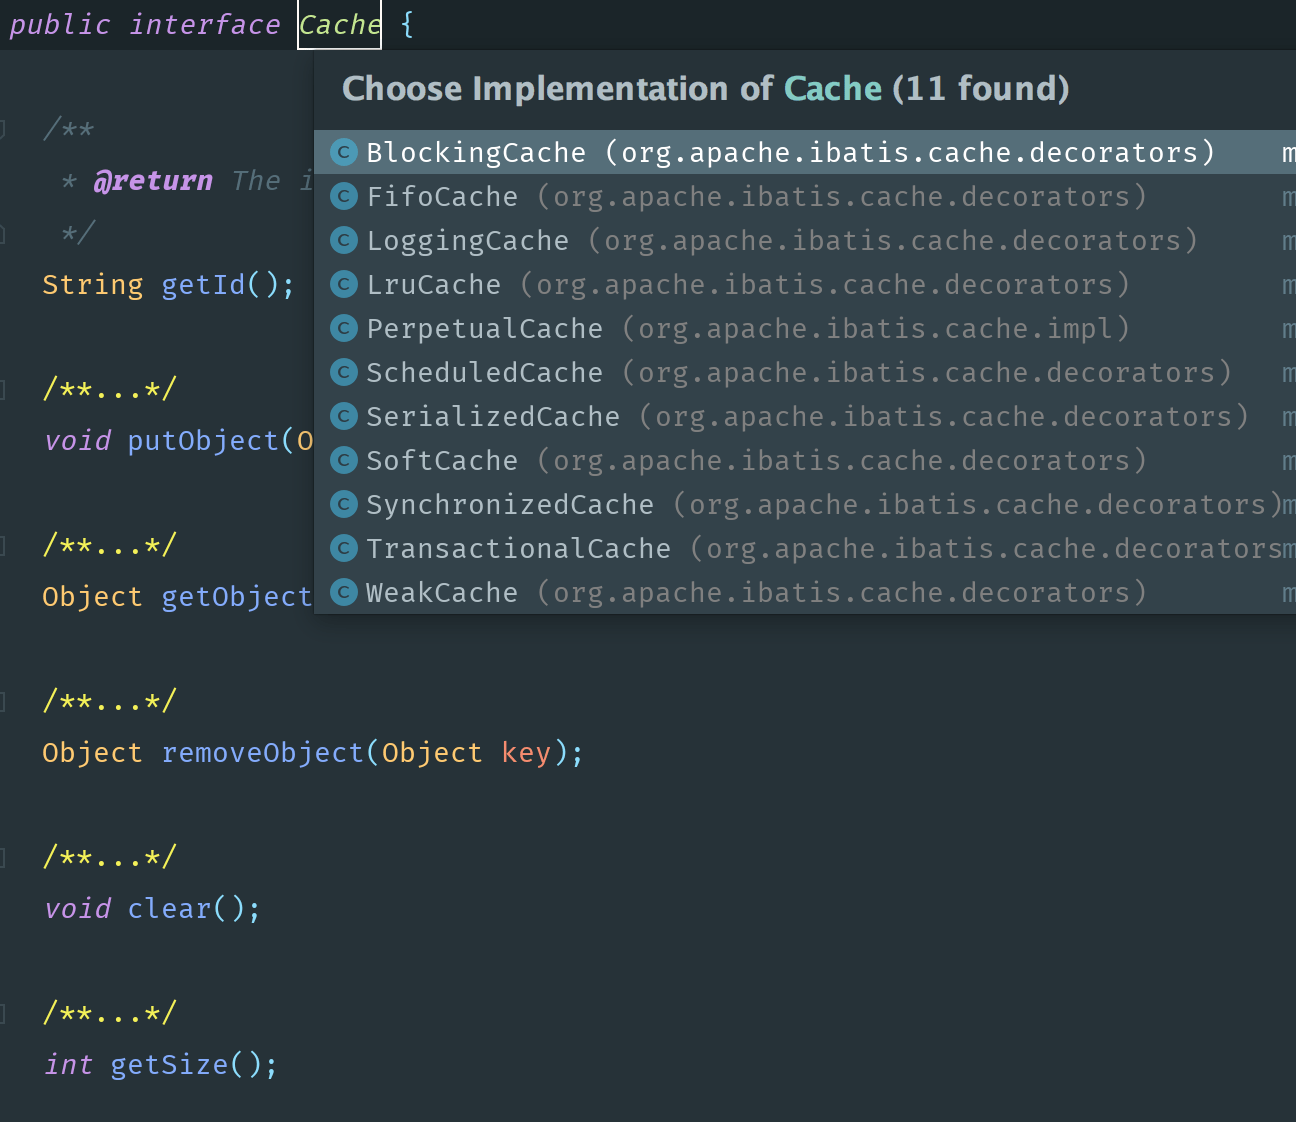 public interface Cache {
Choose Implementation of Cache (11 found)
/**
* @return The i
*/
String getId();
/**...*/
void putObject(O
/**...*/
Object getObject
C BlockingCache (org.apache.ibatis.cache.decorators) m
C FifoCache (org.apache.ibatis.cache.decorators) m
C LoggingCache (org.apache.ibatis.cache.decorators) m
C LruCache (org.apache.ibatis.cache.decorators) m
C PerpetualCache (org.apache.ibatis.cache.impl) m
C ScheduledCache (org.apache.ibatis.cache.decorators) m
C SerializedCache (org.apache.ibatis.cache.decorators) m
C SoftCache (org.apache.ibatis.cache.decorators) m
C SynchronizedCache (org.apache.ibatis.cache.decorators)m
C TransactionalCache (org.apache.ibatis.cache.decoratorsm
C WeakCache (org.apache.ibatis.cache.decorators) m
/**...*/
Object removeObject(Object key);
/**...*/
void clear();
/**...*/
int getSize();